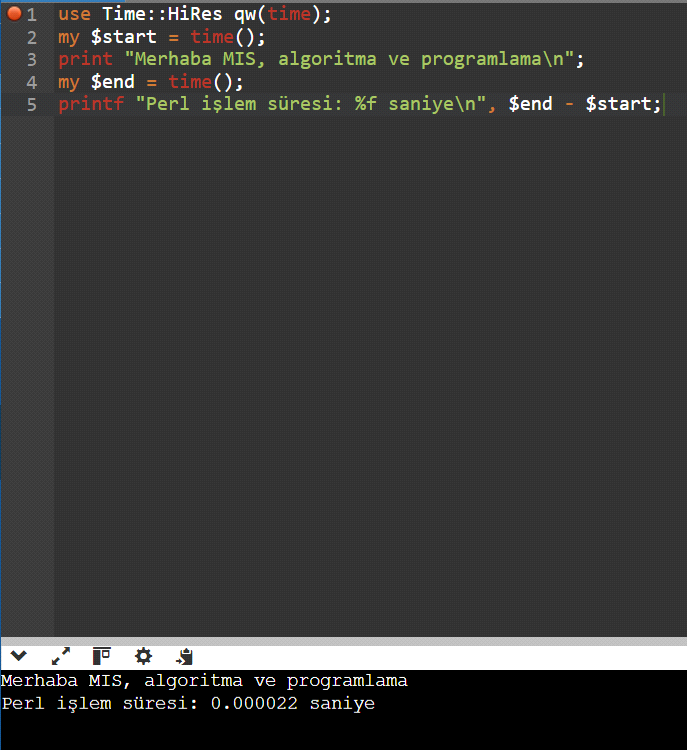 1 use Time::HiRes qw(time);
2 my $start = time();
3 print "Merhaba MIS, algoritma ve programlama\n";
4 my $end = time();
5 printf "Perl işlem süresi: %f saniye\n", $end - $start;
Merhaba MIS, algoritma ve programlama
Perl işlem süresi: 0.000022 saniye